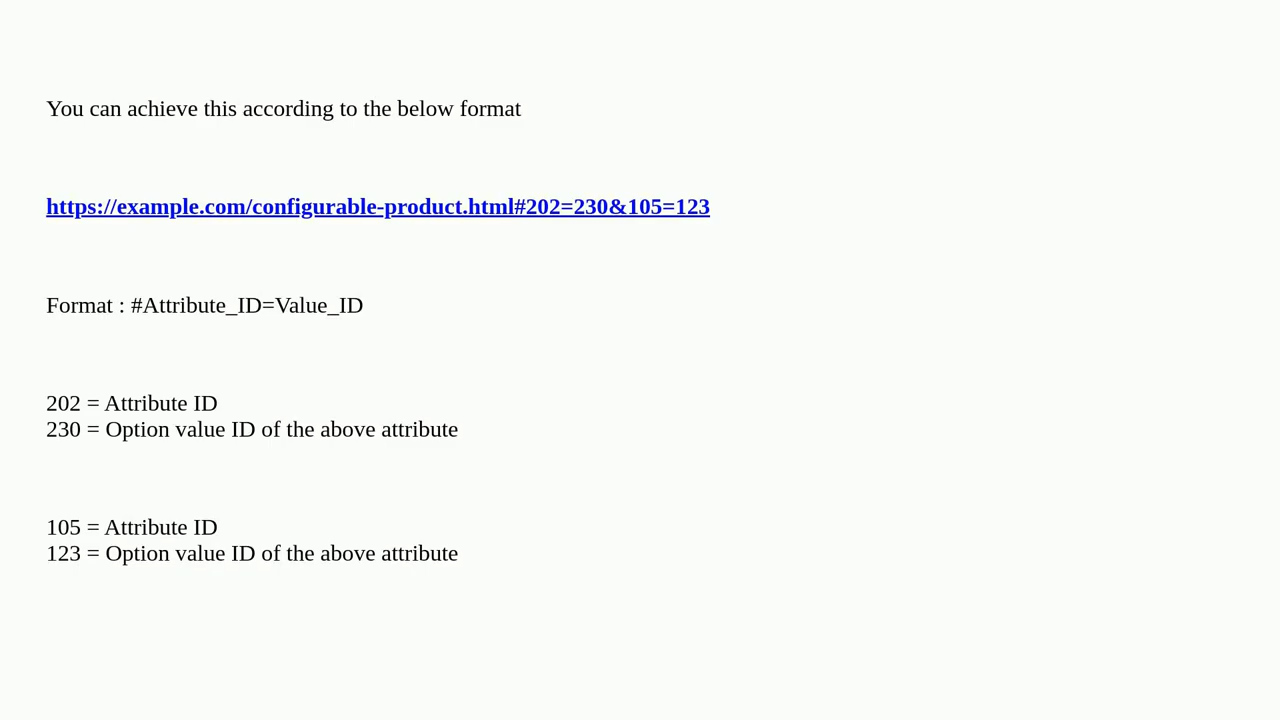 You can achieve this according to the below format
https://example.com/configurable-product.html#202=230&105=123
Format : #Attribute_ID=Value_ID
202 = Attribute ID
230 = Option value ID of the above attribute
105 = Attribute ID
123 = Option value ID of the above attribute